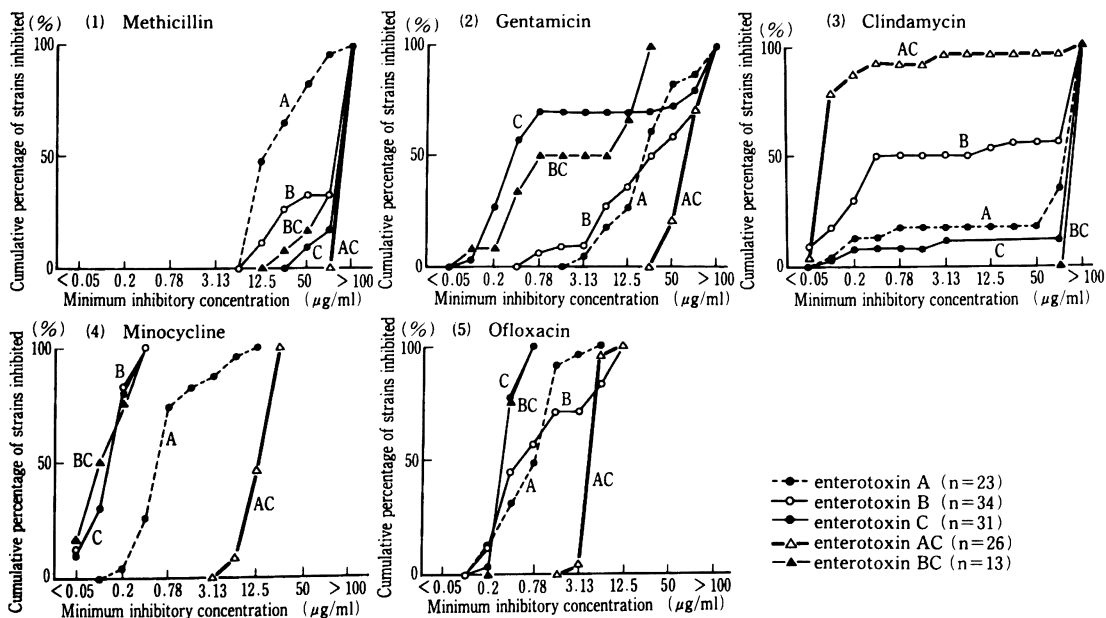 (%) (1) Methicillin
Cumulative percentage of strains inhibited
100
50
0
A
B
BC
C
AC
< 0.05 0.2 0.78 3.13 12.5 50 > 100
Minimum inhibitory concentration (μg/ml)
(%) (2) Gentamicin
Cumulative percentage of strains inhibited
100
50
0
C
BC
B
A
AC
< 0.05 0.2 0.78 3.13 12.5 50 > 100
Minimum inhibitory concentration (μg/ml)
(%) (3) Clindamycin
Cumulative percentage of strains inhibited
100
50
0
AC
B
A
C
BC
< 0.05 0.2 0.78 3.13 12.5 50 > 100
Minimum inhibitory concentration (μg/ml)
(%) (4) Minocycline
Cumulative percentage of strains inhibited
100
50
0
B
BC
C
A
AC
< 0.05 0.2 0.78 3.13 12.5 50 > 100
Minimum inhibitory concentration (μg/ml)
(%) (5) Ofloxacin
Cumulative percentage of strains inhibited
100
50
0
C
BC
B
A
AC
< 0.05 0.2 0.78 3.13 12.5 50 > 100
Minimum inhibitory concentration (μg/ml)
enterotoxin A (n=23)
enterotoxin B (n=34)
enterotoxin C (n=31)
enterotoxin AC (n=26)
enterotoxin BC (n=13)